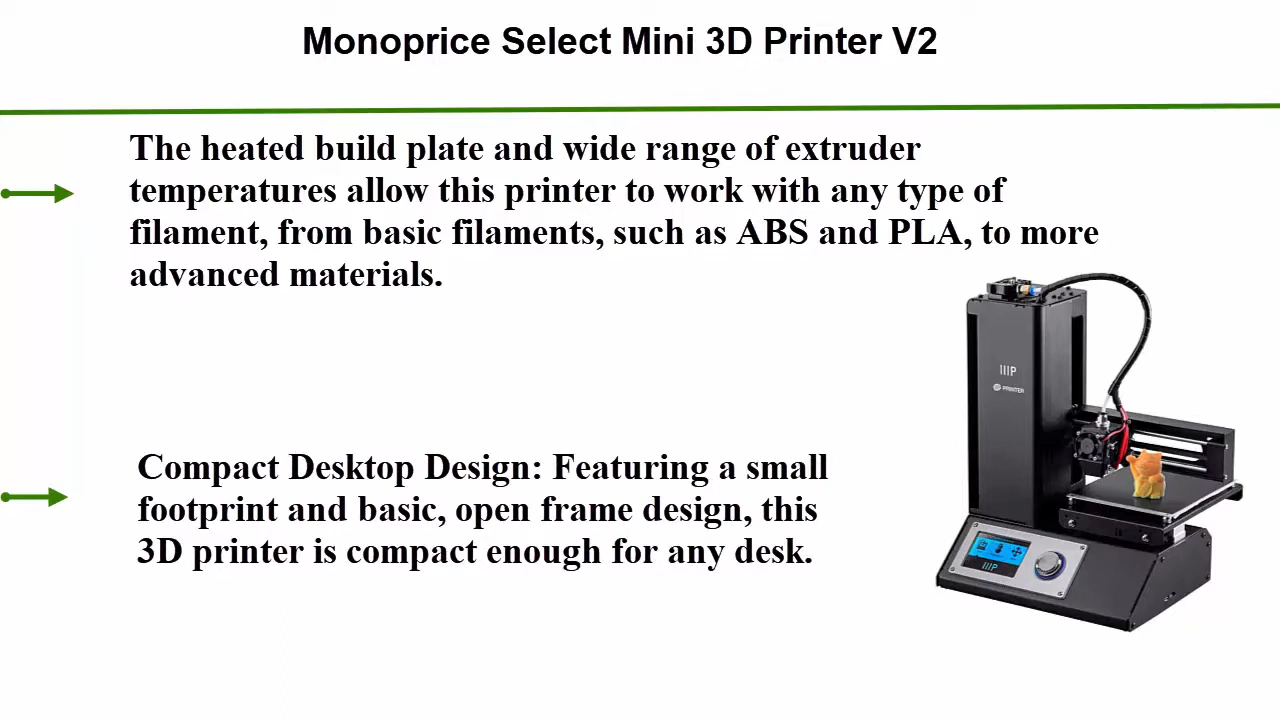 Monoprice Select Mini 3D Printer V2
The heated build plate and wide range of extruder
temperatures allow this printer to work with any type of
filament, from basic filaments, such as ABS and PLA, to more
advanced materials.
IIIP
PRINTER
Compact Desktop Design: Featuring a small
footprint and basic, open frame design, this
3D printer is compact enough for any desk.
IIIP